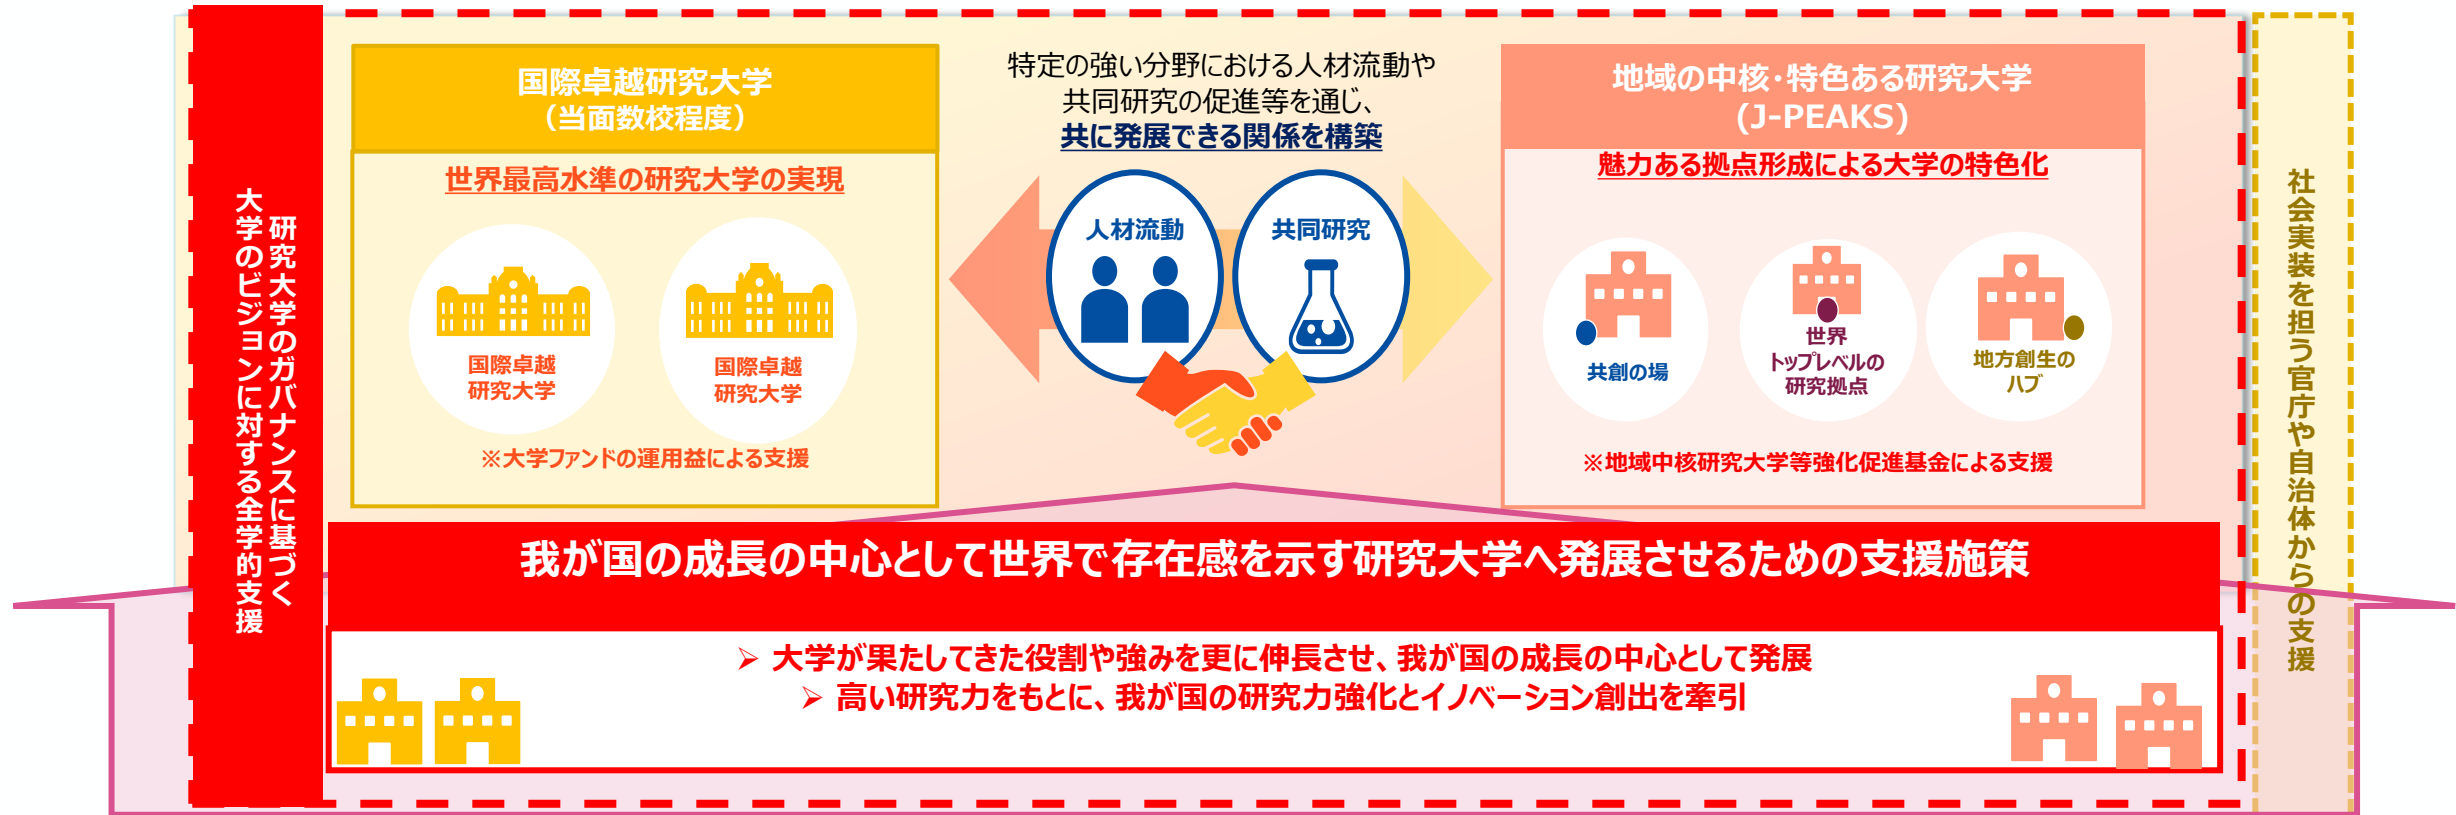 研究大学のガバナンスに基づく
大学のビジョンに対する全学的支援
国際卓越研究大学
（当面数校程度）
世界最高水準の研究大学の実現
国際卓越
研究大学
国際卓越
研究大学
※大学ファンドの運用益による支援
特定の強い分野における人材流動や
共同研究の促進等を通じ、
共に発展できる関係を構築
人材流動
共同研究
地域の中核・特色ある研究大学
(J-PEAKS)
魅力ある拠点形成による大学の特色化
共創の場
世界
トップレベルの
研究拠点
地方創生の
ハブ
※地域中核研究大学等強化促進基金による支援
社会実装を担う官庁や自治体からの支援
我が国の成長の中心として世界で存在感を示す研究大学へ発展させるための支援施策
➢ 大学が果たしてきた役割や強みを更に伸長させ、我が国の成長の中心として発展
➢ 高い研究力をもとに、我が国の研究力強化とイノベーション創出を牽引